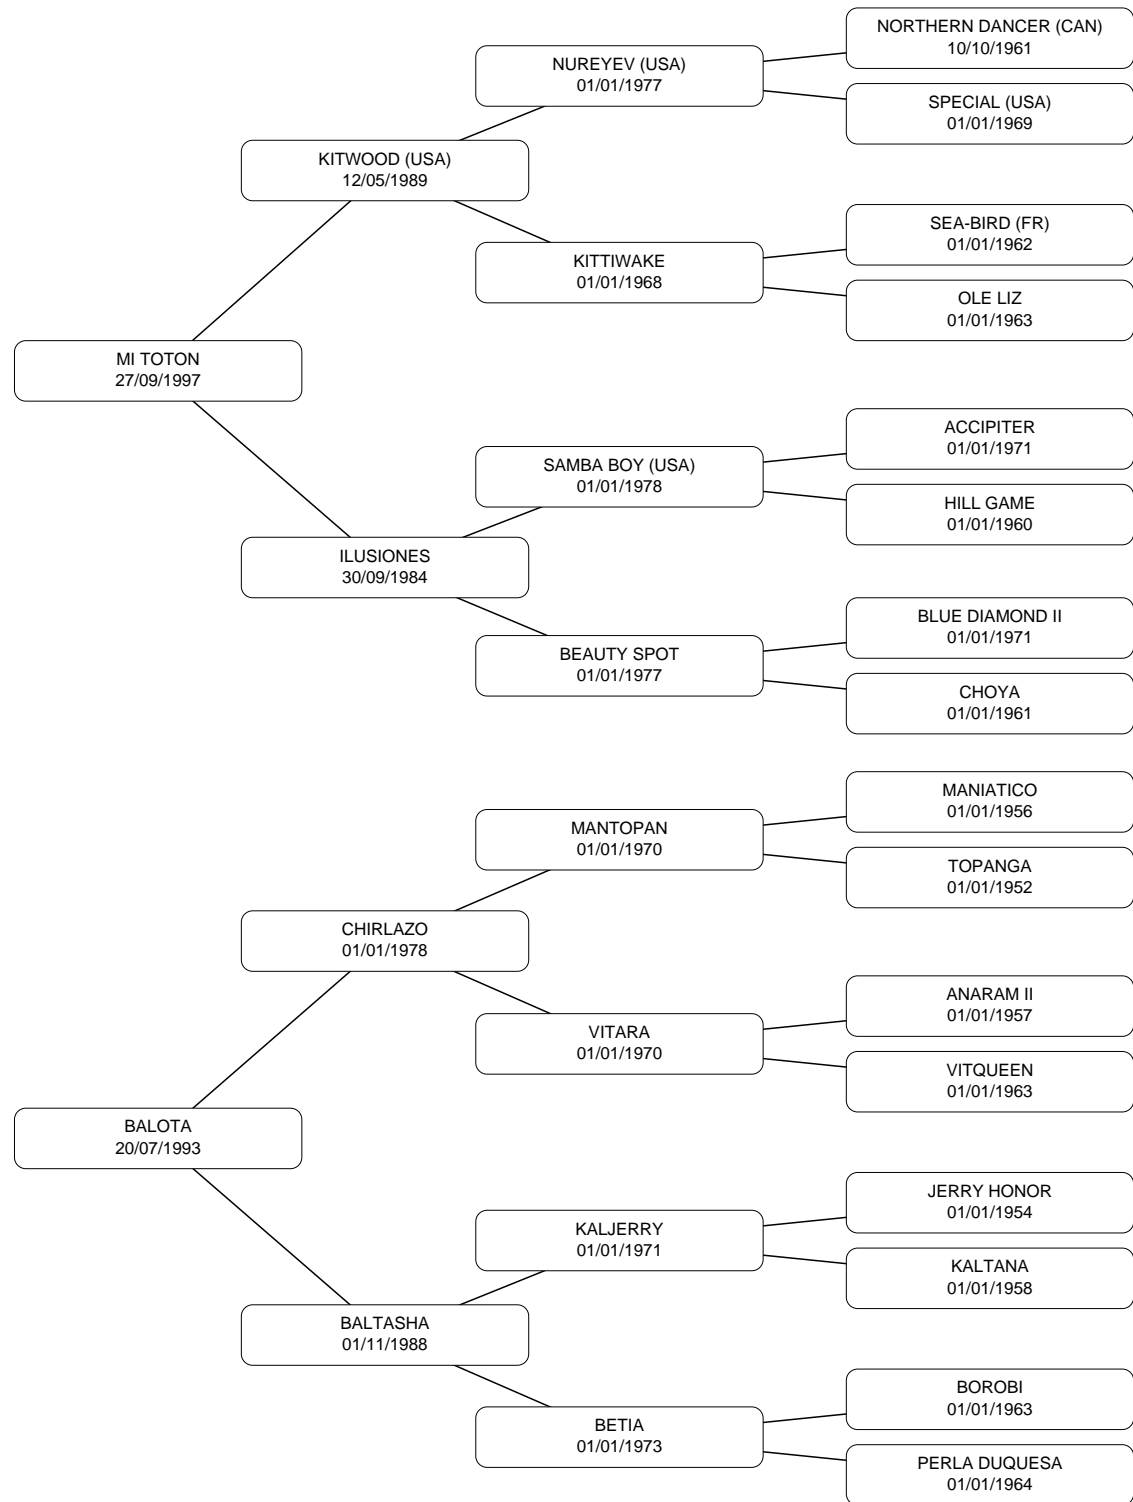 NORTHERN DANCER (CAN)
10/10/1961
NUREYEV (USA)
01/01/1977
SPECIAL (USA)
01/01/1969
KITWOOD (USA)
12/05/1989
SEA-BIRD (FR)
01/01/1962
KITTIWAKE
01/01/1968
OLE LIZ
01/01/1963
MI TOTON
27/09/1997
ACCIPITER
01/01/1971
SAMBA BOY (USA)
01/01/1978
HILL GAME
01/01/1960
ILUSIONES
30/09/1984
BLUE DIAMOND II
01/01/1971
BEAUTY SPOT
01/01/1977
CHOYA
01/01/1961
MANIATICO
01/01/1956
MANTOPAN
01/01/1970
TOPANGA
01/01/1952
CHIRLAZO
01/01/1978
ANARAM II
01/01/1957
VITARA
01/01/1970
VITQUEEN
01/01/1963
BALOTA
20/07/1993
JERRY HONOR
01/01/1954
KALJERRY
01/01/1971
KALTANA
01/01/1958
BALTASHA
01/11/1988
BOROBI
01/01/1963
BETIA
01/01/1973
PERLA DUQUESA
01/01/1964